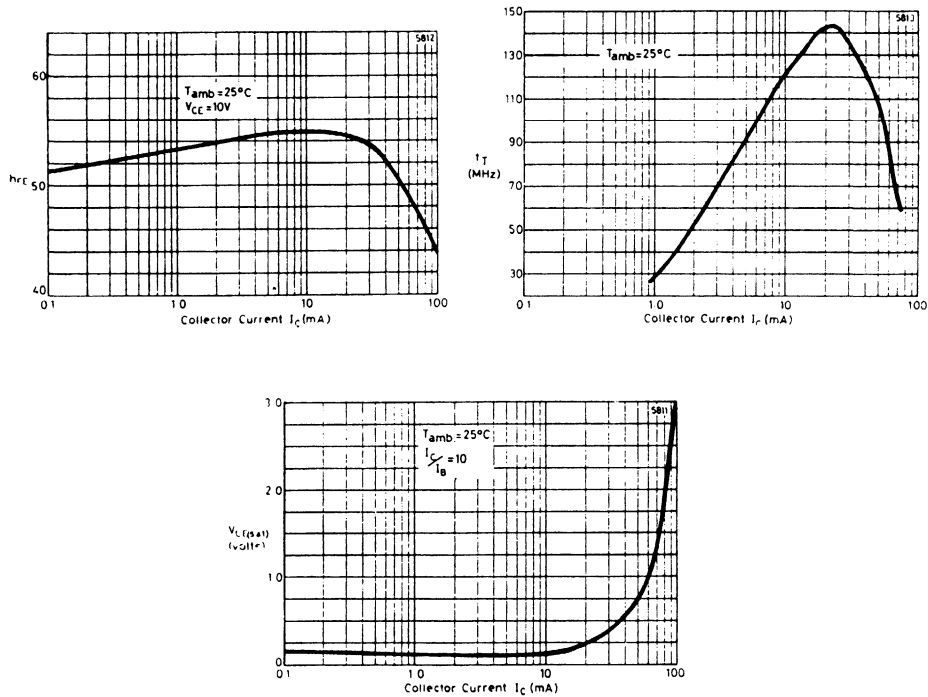 5812
60
Tamb=25°C
VCE=10V
hFE
50
40
0.1 1.0 10 100
Collector Current IC(mA)
150
5813
Tamb=25°C
130
110
90
fT
(MHz)
70
50
30
0.1 1.0 10 100
Collector Current IC(mA)
3.0
5811
Tamb.=25°C
IC/IB=10
2.0
VCE(sat)
(volts)
1.0
0
0.1 1.0 10 100
Collector Current IC(mA)